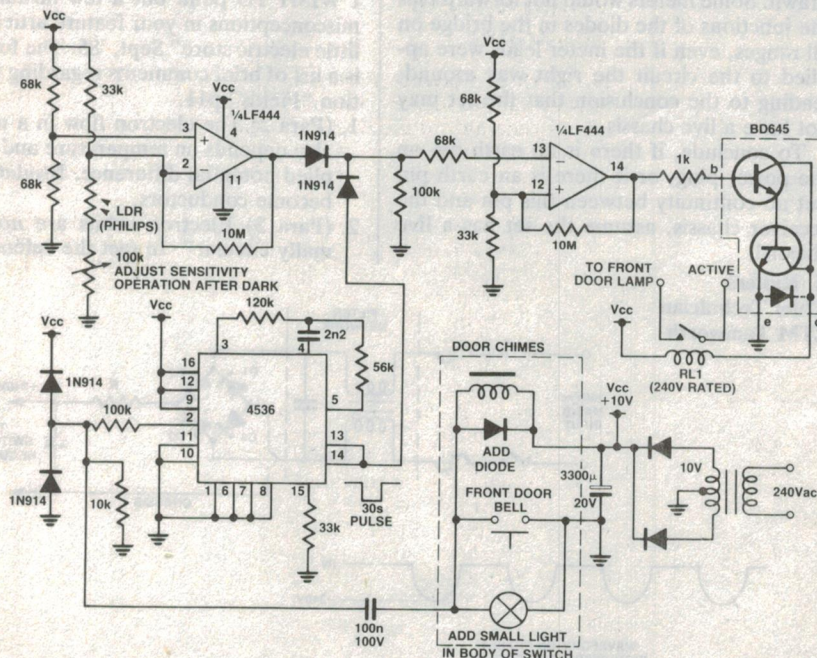 Vcc
Vcc
68k
33k
Vcc
¼LF444
3
4
+
2
−
11
1
1N914
1N914
68k
LDR
(PHILIPS)
100k
ADJUST SENSITIVITY
OPERATION AFTER DARK
10M
68k
100k
68k
33k
¼LF444
13
−
12
+
14
10M
1k
b
BD645
c
e
TO FRONT
DOOR LAMP
ACTIVE
Vcc
RL1
(240V RATED)
Vcc
1N914
1N914
100k
10k
Vcc
120k
2n2
56k
3
4
16
12
9
2
11
10
4536
5
13
14
1
6
7
8
15
33k
30s
PULSE
100n
100V
DOOR CHIMES
ADD
DIODE
FRONT DOOR
BELL
ADD SMALL LIGHT
IN BODY OF SWITCH
Vcc
+10V
3300µ
20V
10V
240Vac